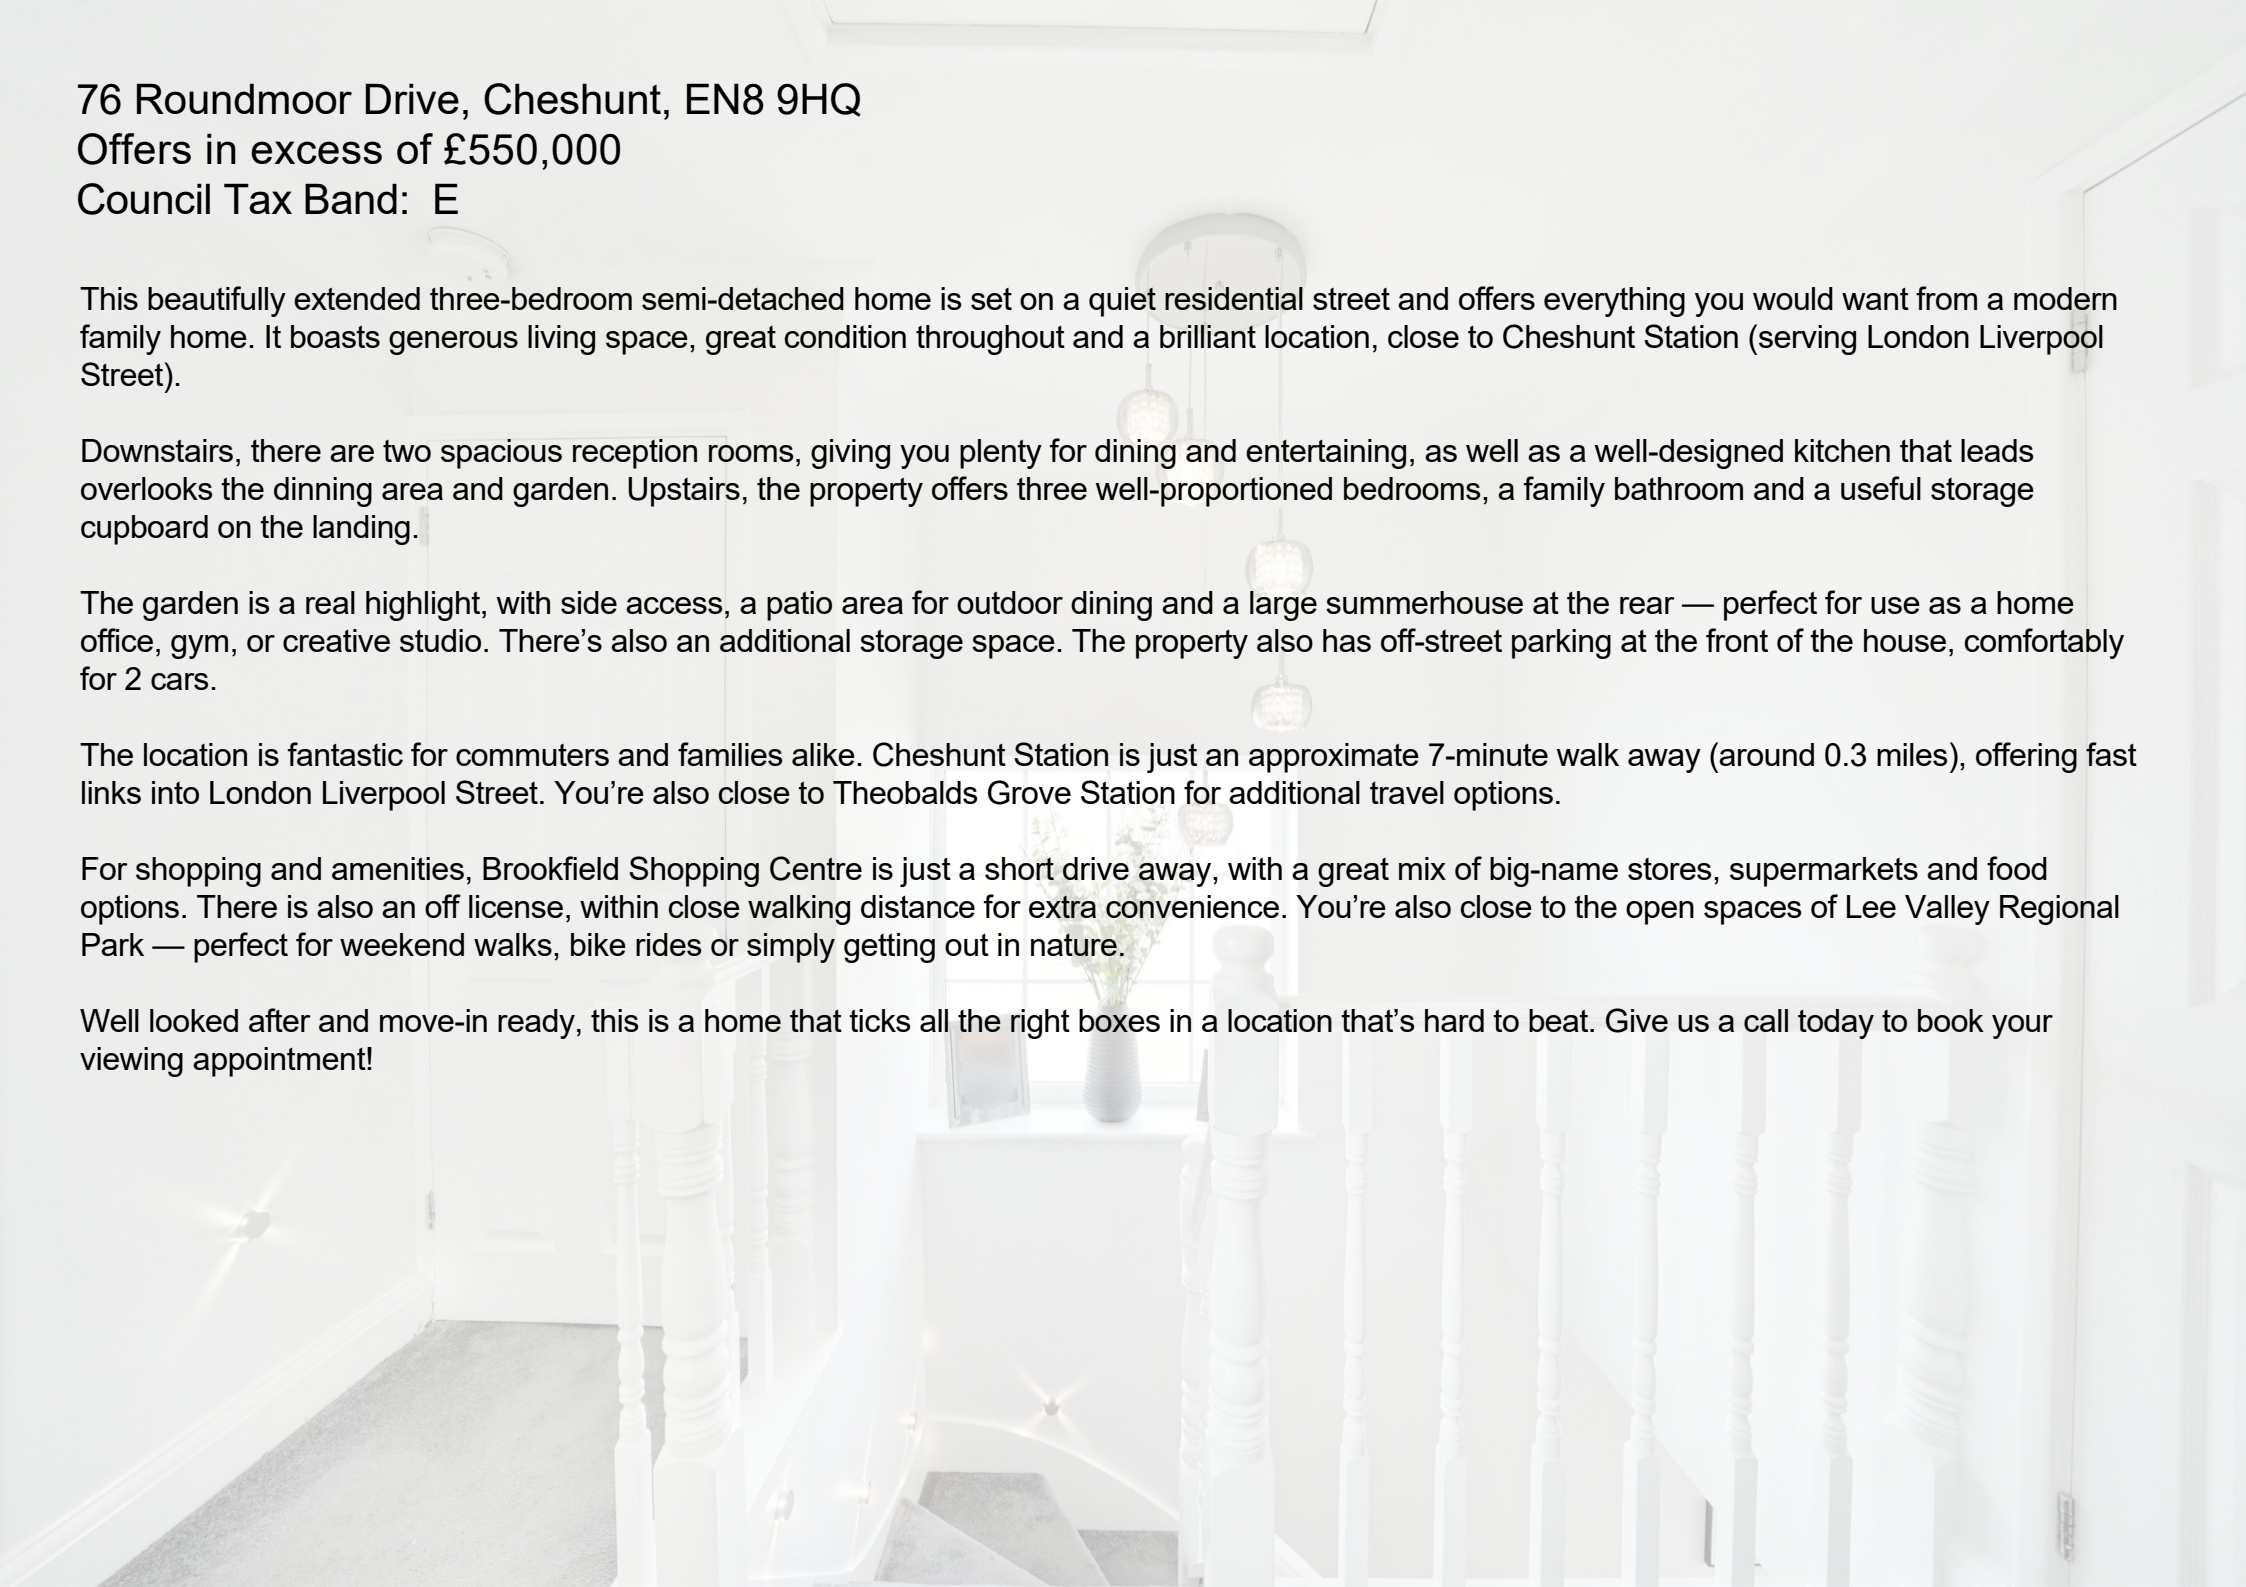 76 Roundmoor Drive, Cheshunt, EN8 9HQ
Offers in excess of £550,000
Council Tax Band:  E
This beautifully extended three-bedroom semi-detached home is set on a quiet residential street and offers everything you would want from a modern
family home. It boasts generous living space, great condition throughout and a brilliant location, close to Cheshunt Station (serving London Liverpool
Street).
Downstairs, there are two spacious reception rooms, giving you plenty for dining and entertaining, as well as a well-designed kitchen that leads
overlooks the dinning area and garden. Upstairs, the property offers three well-proportioned bedrooms, a family bathroom and a useful storage
cupboard on the landing.
The garden is a real highlight, with side access, a patio area for outdoor dining and a large summerhouse at the rear — perfect for use as a home
office, gym, or creative studio. There’s also an additional storage space. The property also has off-street parking at the front of the house, comfortably
for 2 cars.
The location is fantastic for commuters and families alike. Cheshunt Station is just an approximate 7-minute walk away (around 0.3 miles), offering fast
links into London Liverpool Street. You’re also close to Theobalds Grove Station for additional travel options.
For shopping and amenities, Brookfield Shopping Centre is just a short drive away, with a great mix of big-name stores, supermarkets and food
options. There is also an off license, within close walking distance for extra convenience. You’re also close to the open spaces of Lee Valley Regional
Park — perfect for weekend walks, bike rides or simply getting out in nature.
Well looked after and move-in ready, this is a home that ticks all the right boxes in a location that’s hard to beat. Give us a call today to book your
viewing appointment!